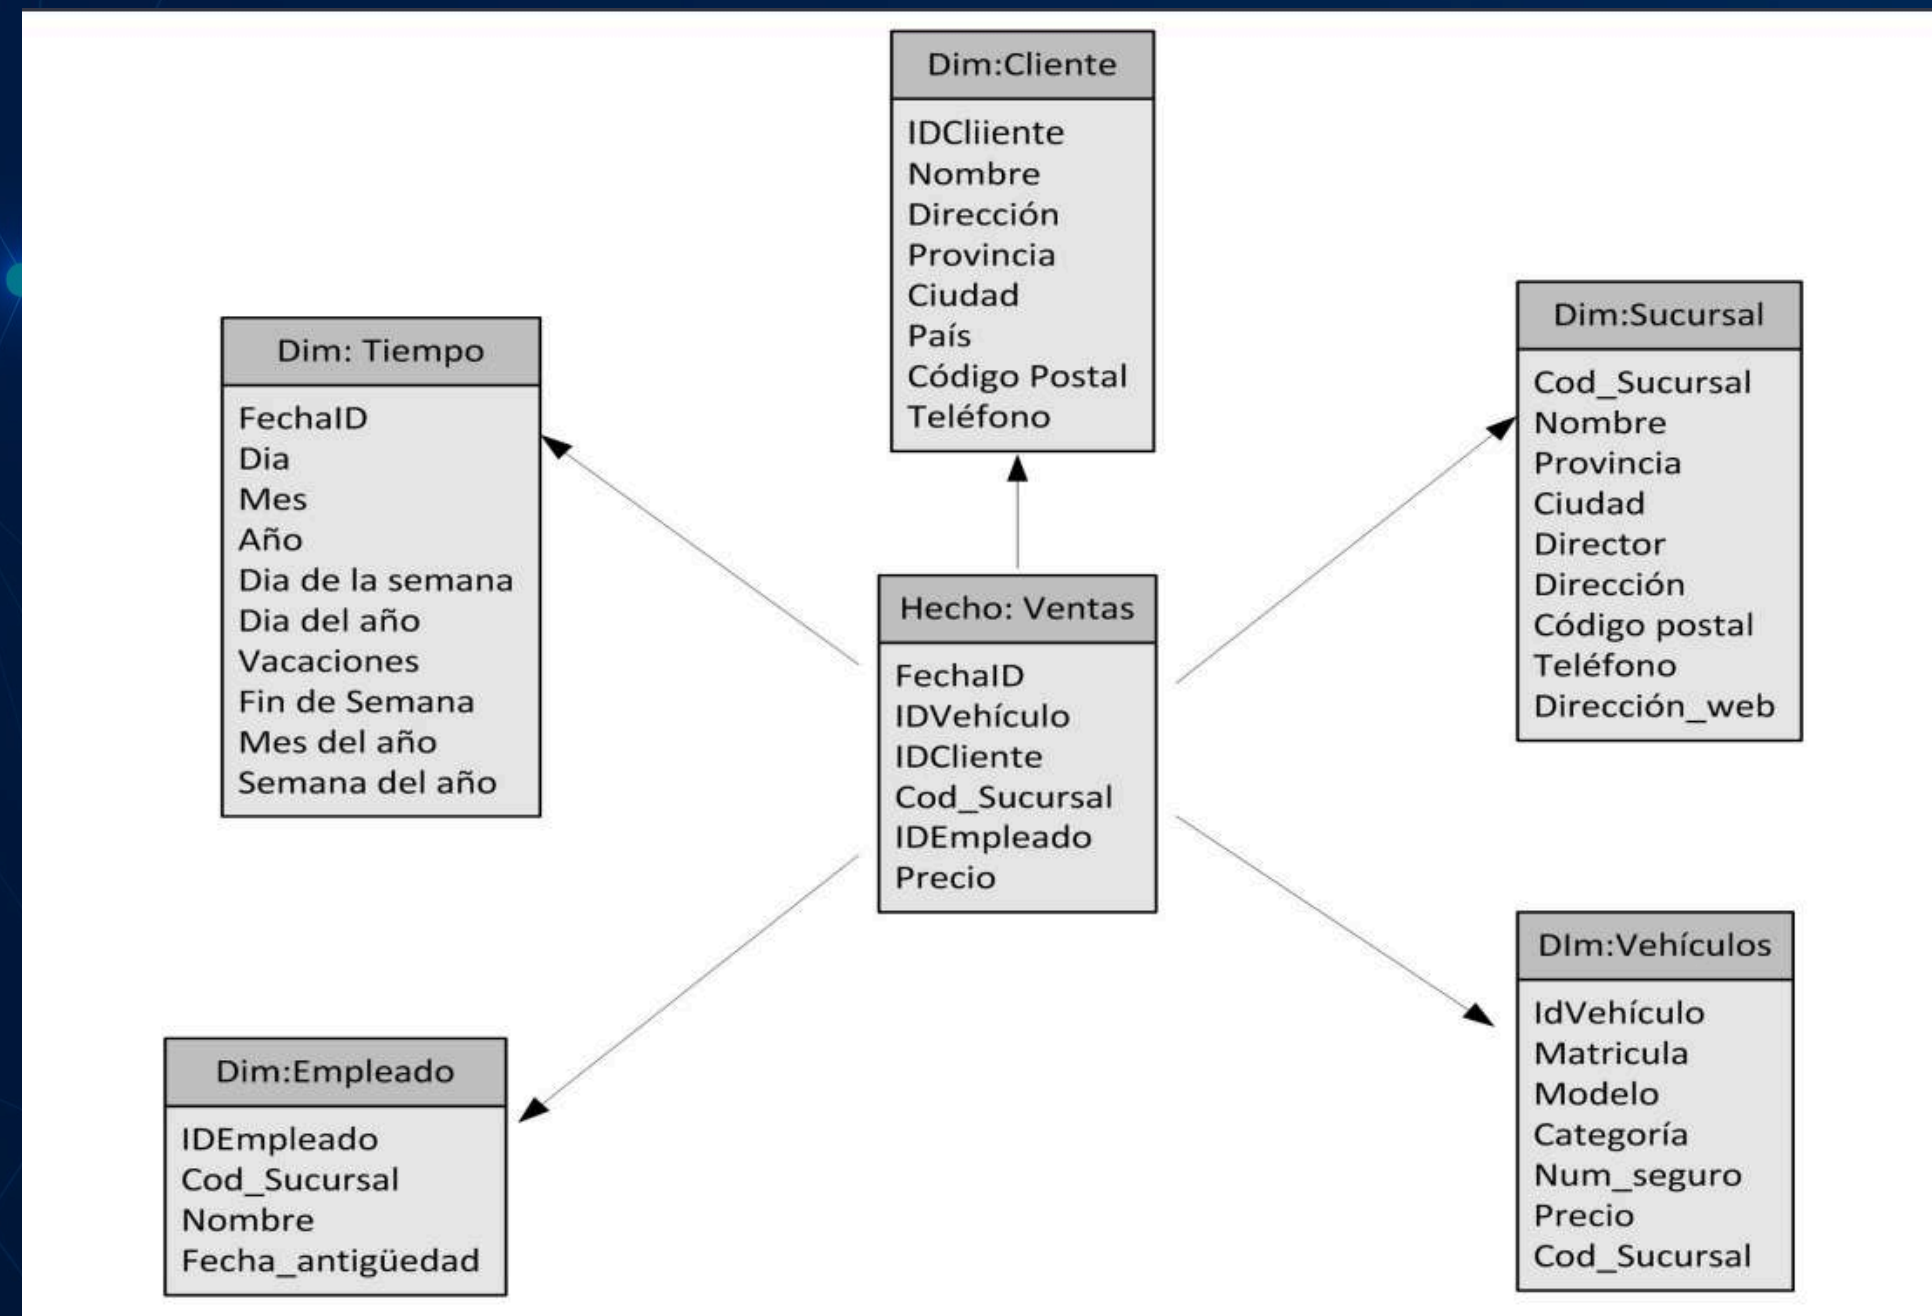 Dim:Cliente
IDCliiente
Nombre
Dirección
Provincia
Ciudad
País
Código Postal
Teléfono
Dim: Tiempo
FechaID
Dia
Mes
Año
Dia de la semana
Dia del año
Vacaciones
Fin de Semana
Mes del año
Semana del año
Dim:Sucursal
Cod_Sucursal
Nombre
Provincia
Ciudad
Director
Dirección
Código postal
Teléfono
Dirección_web
Hecho: Ventas
FechaID
IDVehículo
IDCliente
Cod_Sucursal
IDEmpleado
Precio
Dim:Empleado
IDEmpleado
Cod_Sucursal
Nombre
Fecha_antigüedad
DIm:Vehículos
IdVehículo
Matricula
Modelo
Categoría
Num_seguro
Precio
Cod_Sucursal